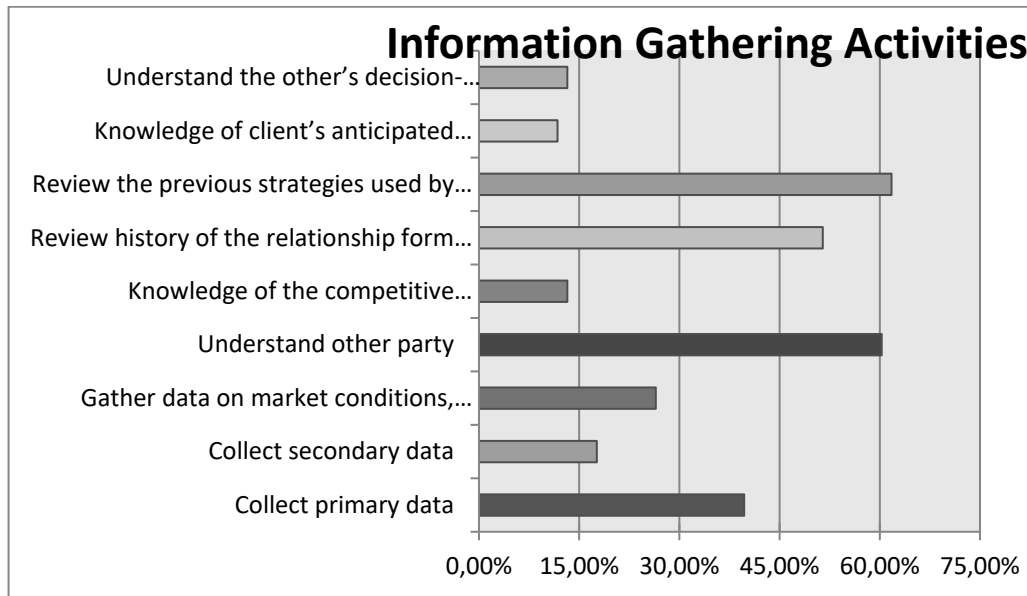 Information Gathering Activities
Understand the other’s decision-…
Knowledge of client’s anticipated…
Review the previous strategies used by…
Review history of the relationship form…
Knowledge of the competitive…
Understand other party
Gather data on market conditions,…
Collect secondary data
Collect primary data
0,00% 15,00% 30,00% 45,00% 60,00% 75,00%